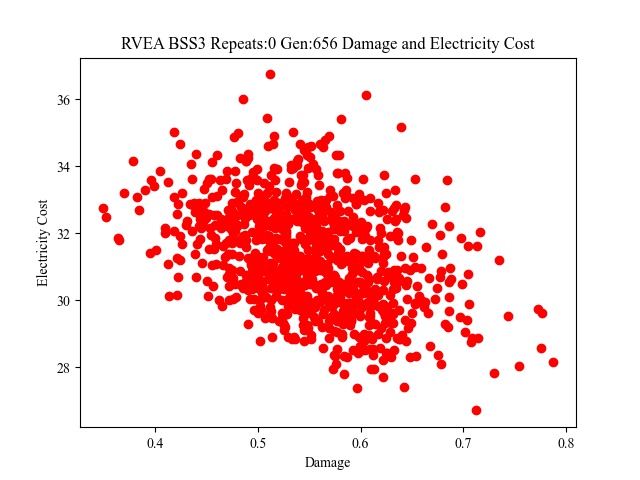 RVEA BSS3 Repeats:0 Gen:656 Damage and Electricity Cost
36
34
32
30
28
Electricity Cost
0.4 0.5 0.6 0.7 0.8
Damage